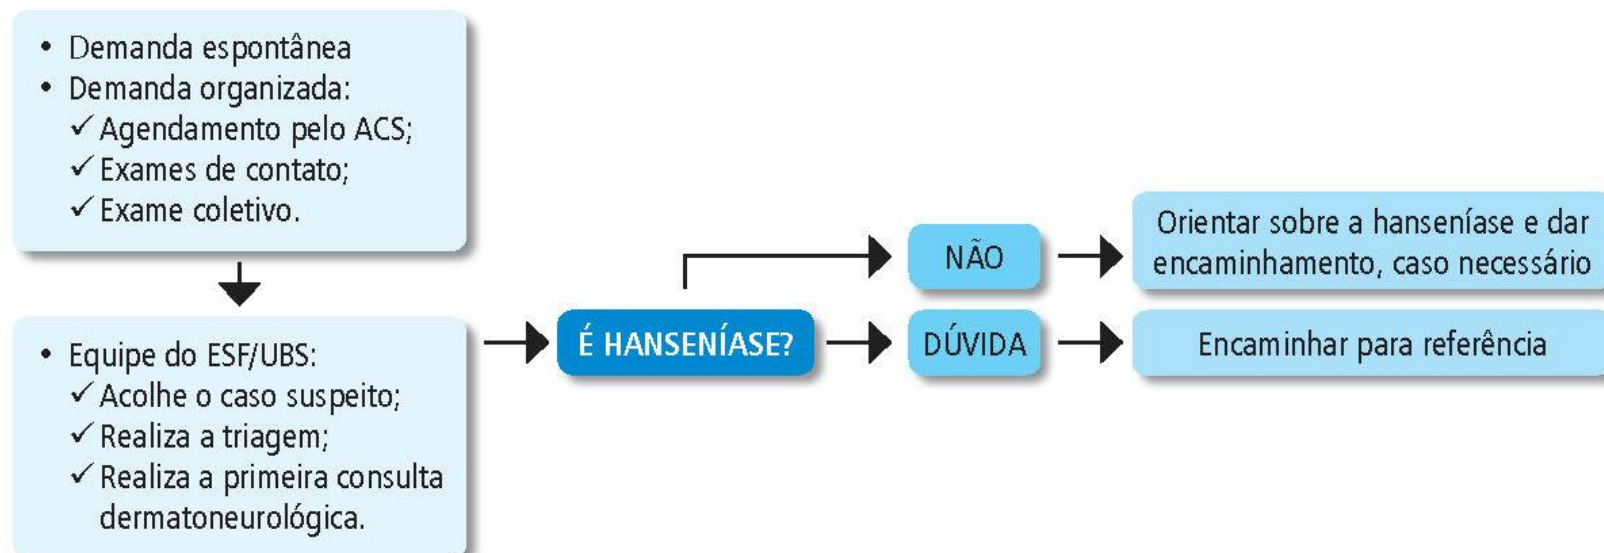 • Demanda espontânea
• Demanda organizada:
✓ Agendamento pelo ACS;
✓ Exames de contato;
✓ Exame coletivo.
• Equipe do ESF/UBS:
✓ Acolhe o caso suspeito;
✓ Realiza a triagem;
✓ Realiza a primeira consulta
dermatoneurológica.
É HANSENÍASE?
NÃO
Orientar sobre a hanseníase e dar
encaminhamento, caso necessário
DÚVIDA
Encaminhar para referência